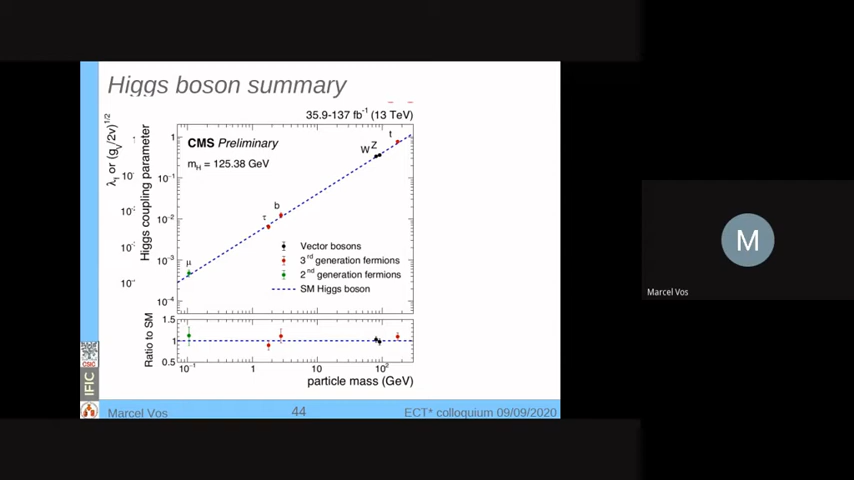 Higgs boson summary
35.9-137 fb⁻¹ (13 TeV)
CMS Preliminary
m_H = 125.38 GeV
λ_f or (g_V/2v)^1/2
Higgs coupling parameter
1
10⁻¹
10⁻²
10⁻³
10⁻⁴
μ
τ
b
W
Z
t
Vector bosons
3rd generation fermions
2nd generation fermions
SM Higgs boson
Ratio to SM
1.5
1
0.5
10⁻¹
1
10
10²
particle mass (GeV)
CSIC
IFIC
Marcel Vos
44
ECT* colloquium 09/09/2020
M
Marcel Vos